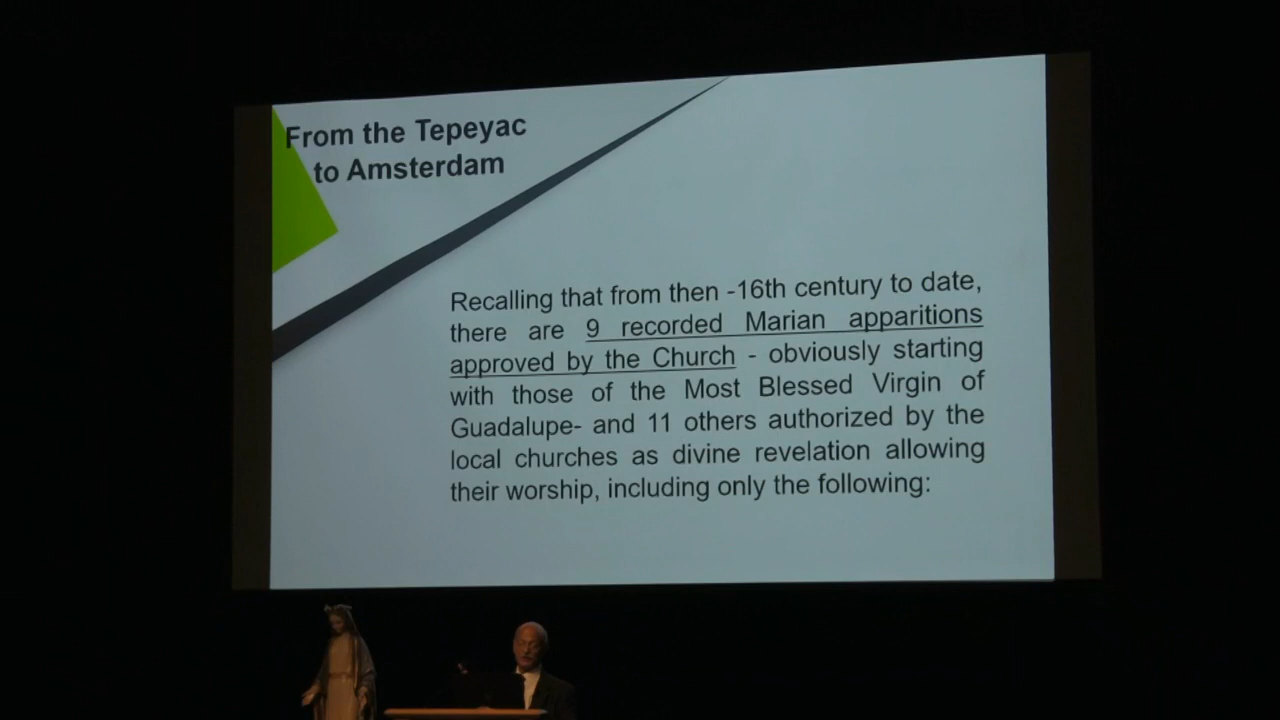 From the Tepeyac
to Amsterdam
Recalling that from then -16th century to date,
there are 9 recorded Marian apparitions
approved by the Church - obviously starting
with those of the Most Blessed Virgin of
Guadalupe- and 11 others authorized by the
local churches as divine revelation allowing
their worship, including only the following: